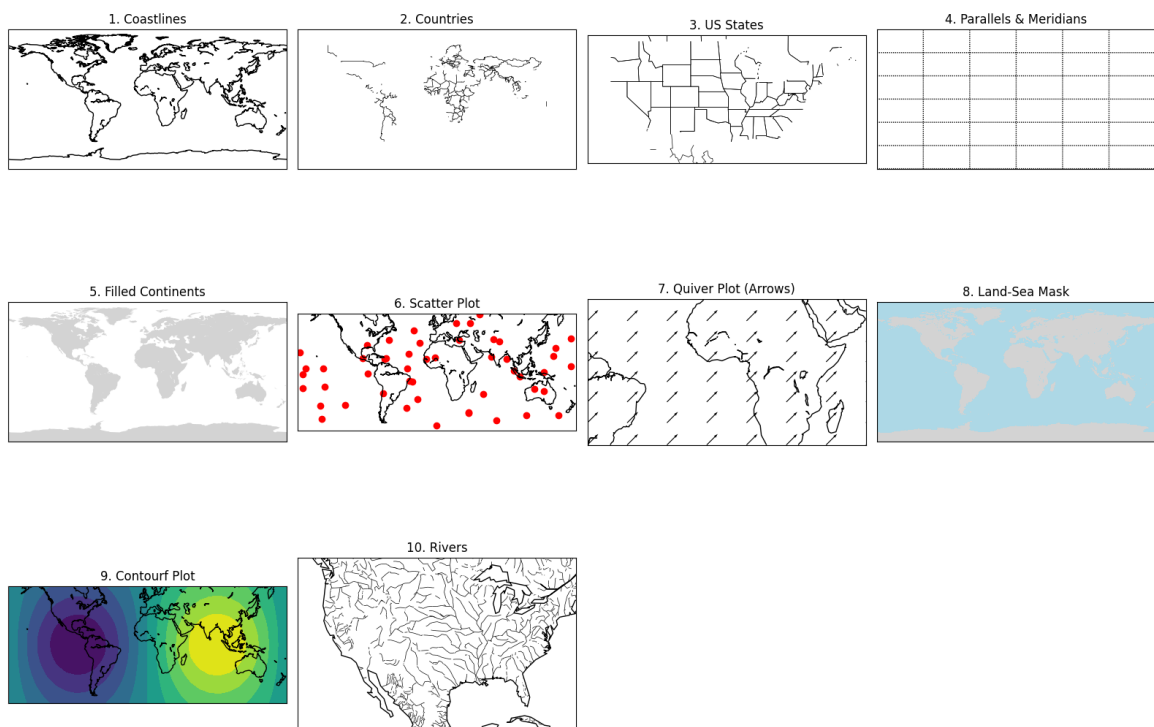 1. Coastlines
2. Countries
3. US States
4. Parallels & Meridians
5. Filled Continents
6. Scatter Plot
7. Quiver Plot (Arrows)
8. Land-Sea Mask
9. Contourf Plot
10. Rivers